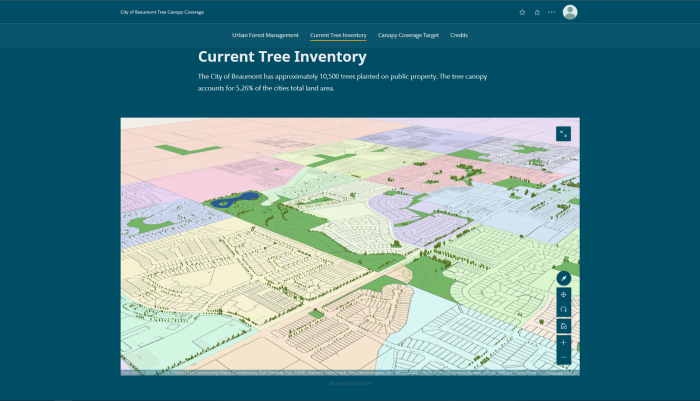 City of Beaumont Tree Canopy Coverage
Urban Forest Management
Current Tree Inventory
Canopy Coverage Target
Credits
Current Tree Inventory
The City of Beaumont has approximately 10,500 trees planted on public property. The tree canopy
accounts for 5.26% of the cities total land area.
Beaumont Scene